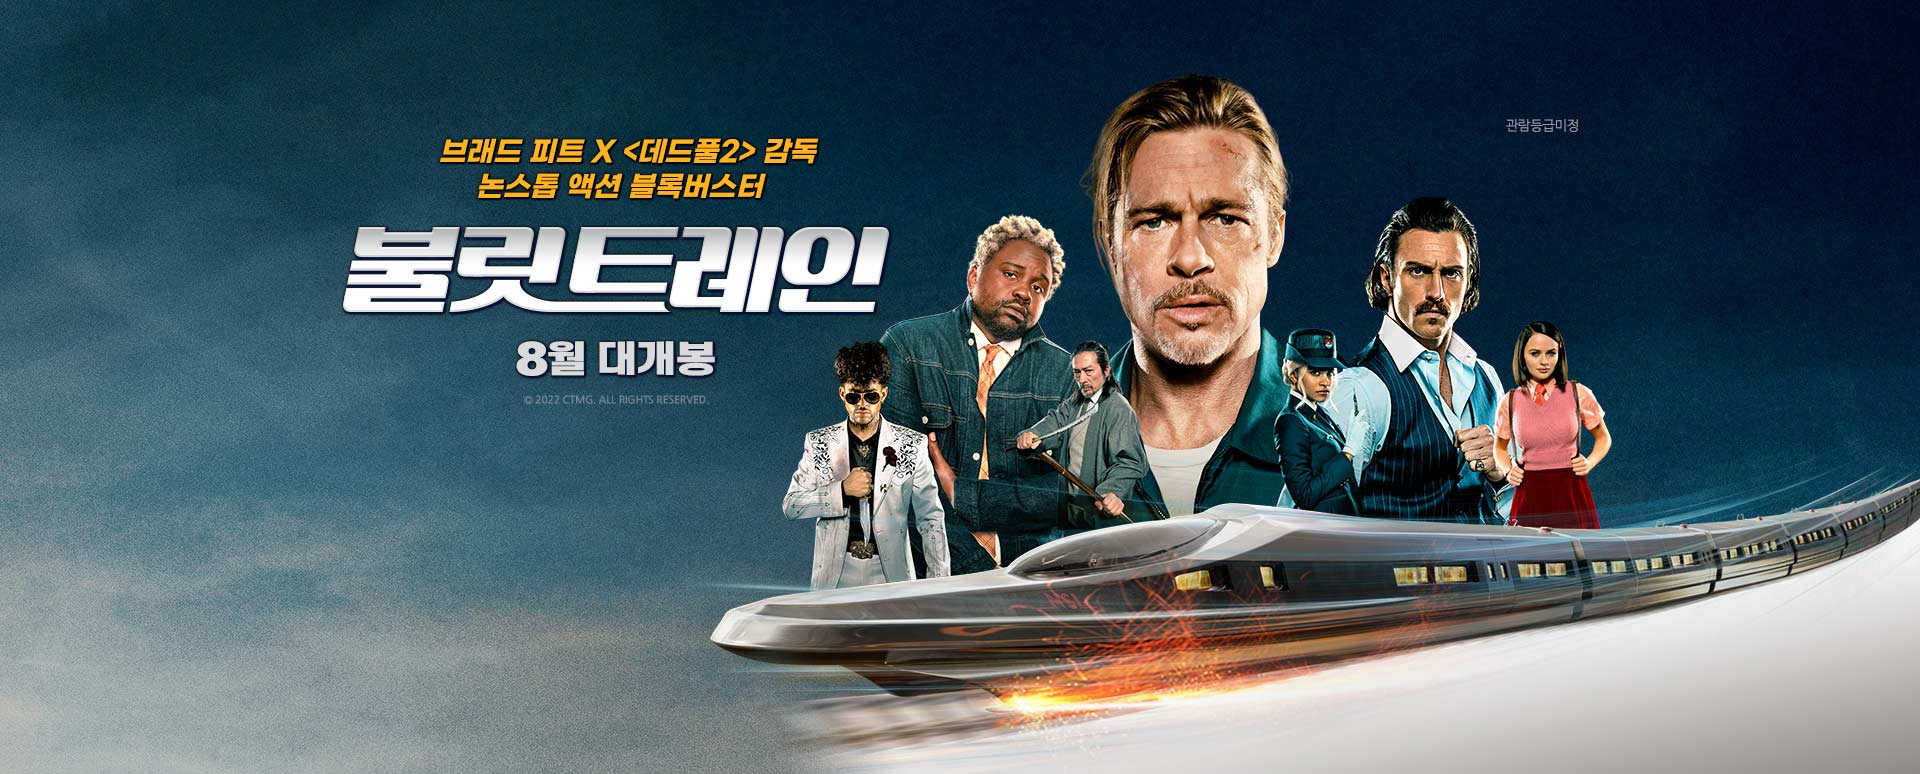 브래드 피트 X <데드풀2> 감독
논스톱 액션 블록버스터
불릿트레인
8월 대개봉
© 2022 CTMG. ALL RIGHTS RESERVED.
관람등급미정